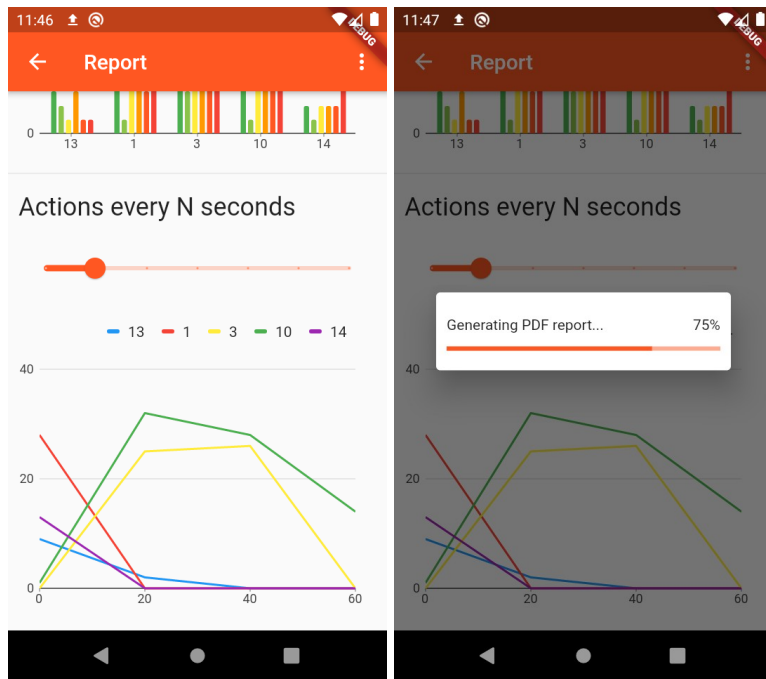 11:46
DEBUG
Report
0
13 1 3 10 14
Actions every N seconds
13 1 3 10 14
40
20
0
0 20 40 60
11:47
DEBUG
Report
0
13 1 3 10 14
Actions every N seconds
Generating PDF report... 75%
40
20
0
0 20 40 60